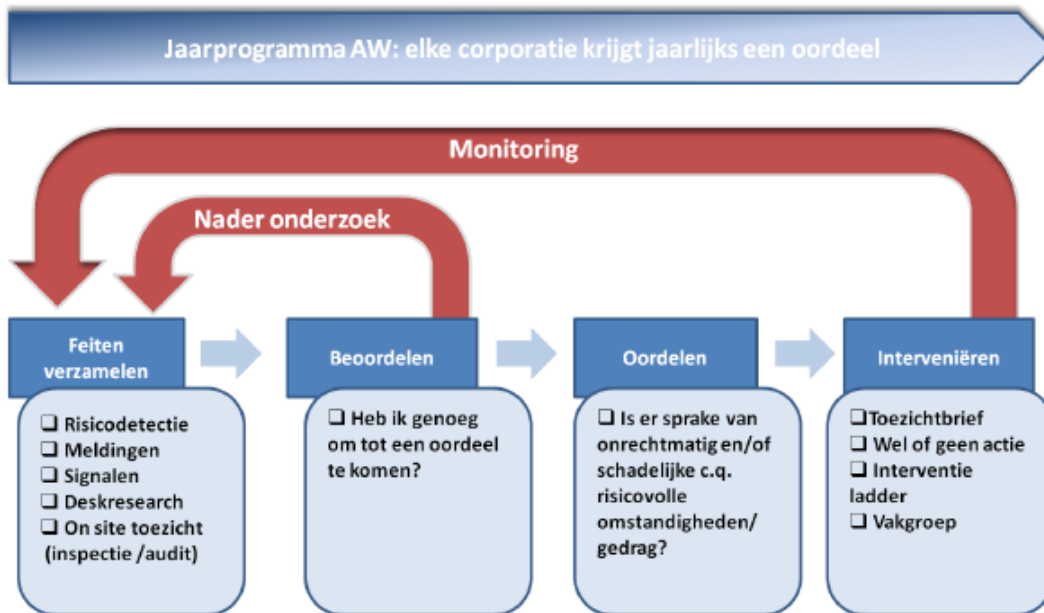 Jaarprogramma AW: elke corporatie krijgt jaarlijks een oordeel
Monitoring
Nader onderzoek
Feiten
verzamelen
❑ Risicodetectie
❑ Meldingen
❑ Signalen
❑ Deskresearch
❑ On site toezicht
(inspectie /audit)
Beoordelen
❑ Heb ik genoeg
om tot een oordeel
te komen?
Oordelen
❑ Is er sprake van
onrechtmatig en/of
schadelijke c.q.
risicovolle
omstandigheden/
gedrag?
Interveniëren
❑Toezichtbrief
❑ Wel of geen actie
❑ Interventie
ladder
❑ Vakgroep